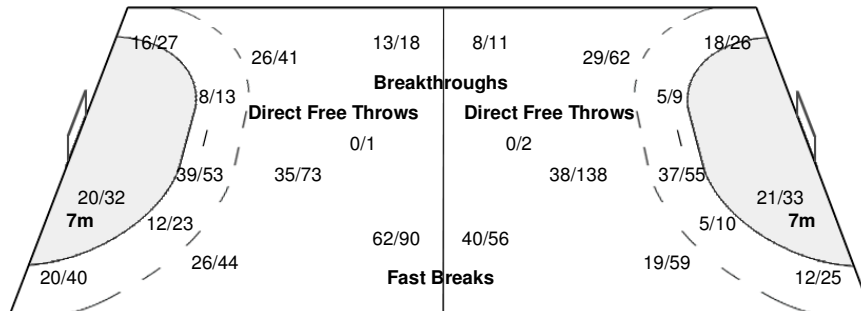 16/27 26/41 13/18 8/11 29/62 18/26
Breakthroughs
8/13 5/9
Direct Free Throws Direct Free Throws
0/1 0/2
39/53 35/73 38/138 37/55
20/32 21/33
7m 12/23 5/10 7m
62/90 40/56
26/44 19/59
20/40 Fast Breaks 12/25